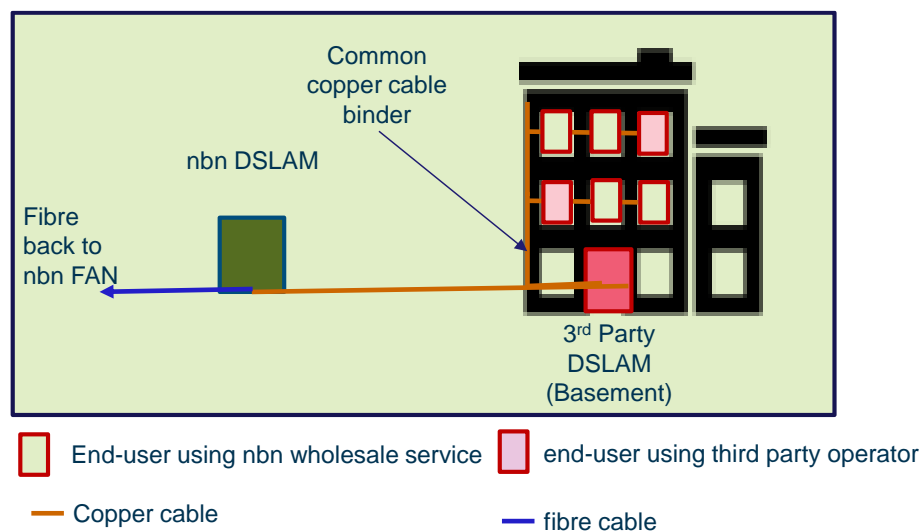 Common
copper cable
binder
nbn DSLAM
Fibre
back to
nbn FAN
3rd Party
DSLAM
(Basement)
End-user using nbn wholesale service
end-user using third party operator
Copper cable
fibre cable